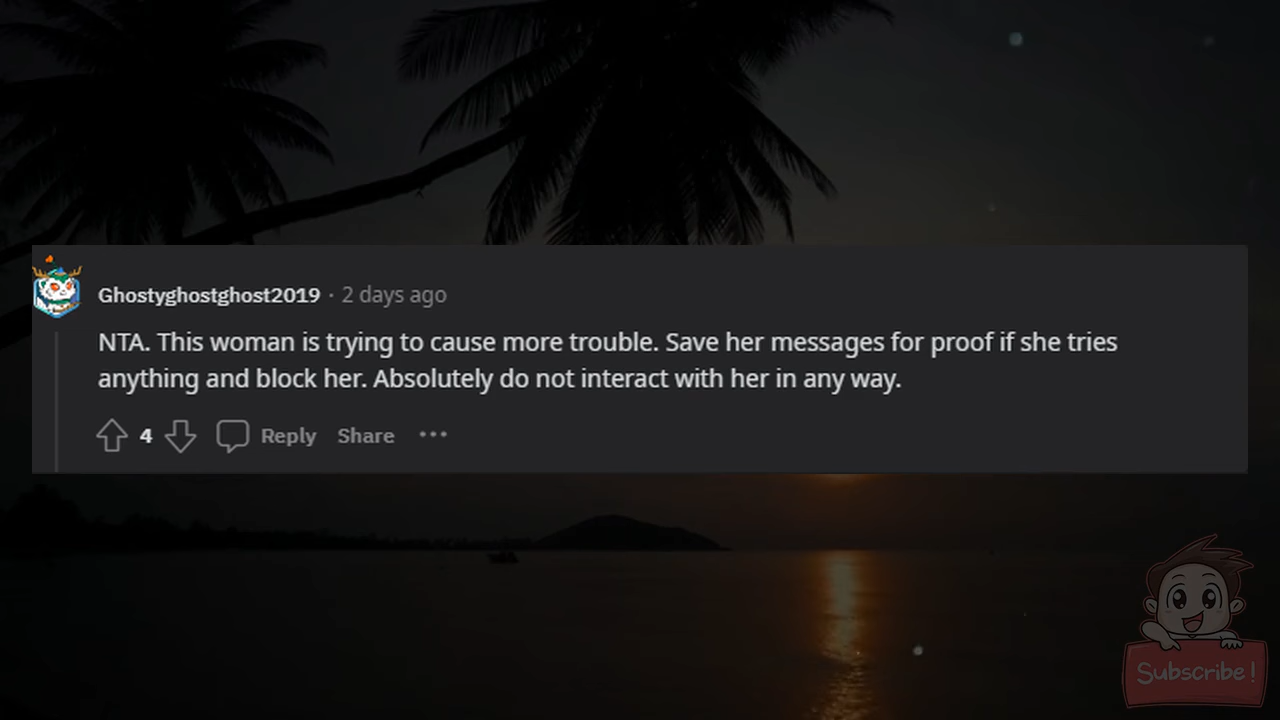 Ghostyghostghost2019 · 2 days ago
NTA. This woman is trying to cause more trouble. Save her messages for proof if she tries
anything and block her. Absolutely do not interact with her in any way.
4 Reply Share ···
Subscribe!